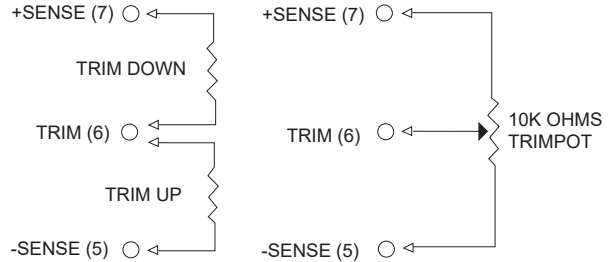 +SENSE (7)
TRIM DOWN
TRIM (6)
TRIM UP
-SENSE (5)
+SENSE (7)
TRIM (6)
10K OHMS
TRIMPOT
-SENSE (5)